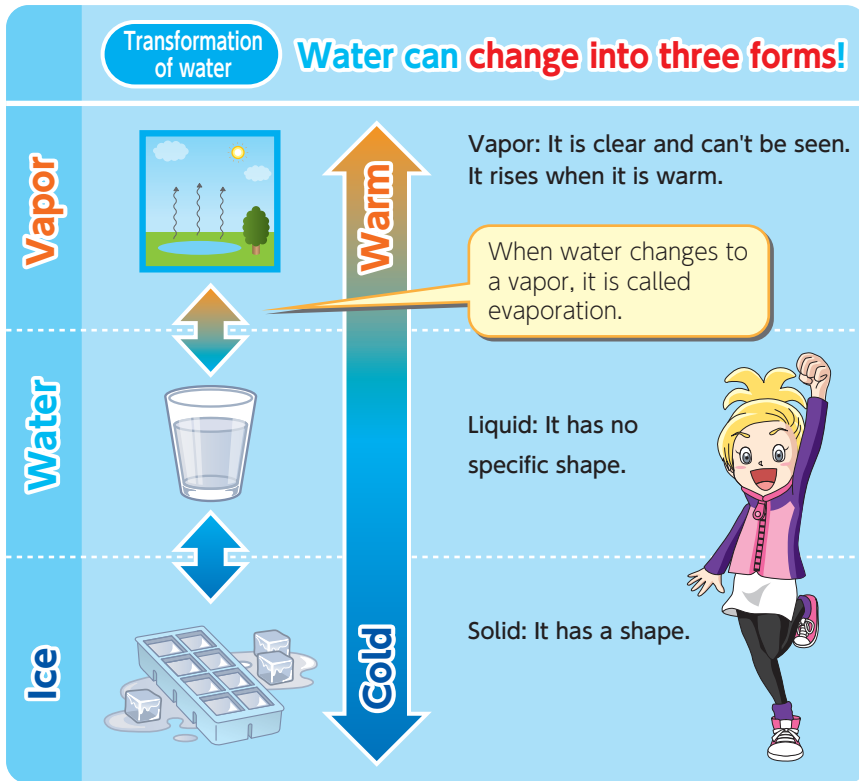 Transformation
of water
Water can change into three forms!
Vapor
Warm
Vapor: It is clear and can't be seen.
It rises when it is warm.
When water changes to
a vapor, it is called
evaporation.
Water
Liquid: It has no
specific shape.
Ice
Cold
Solid: It has a shape.